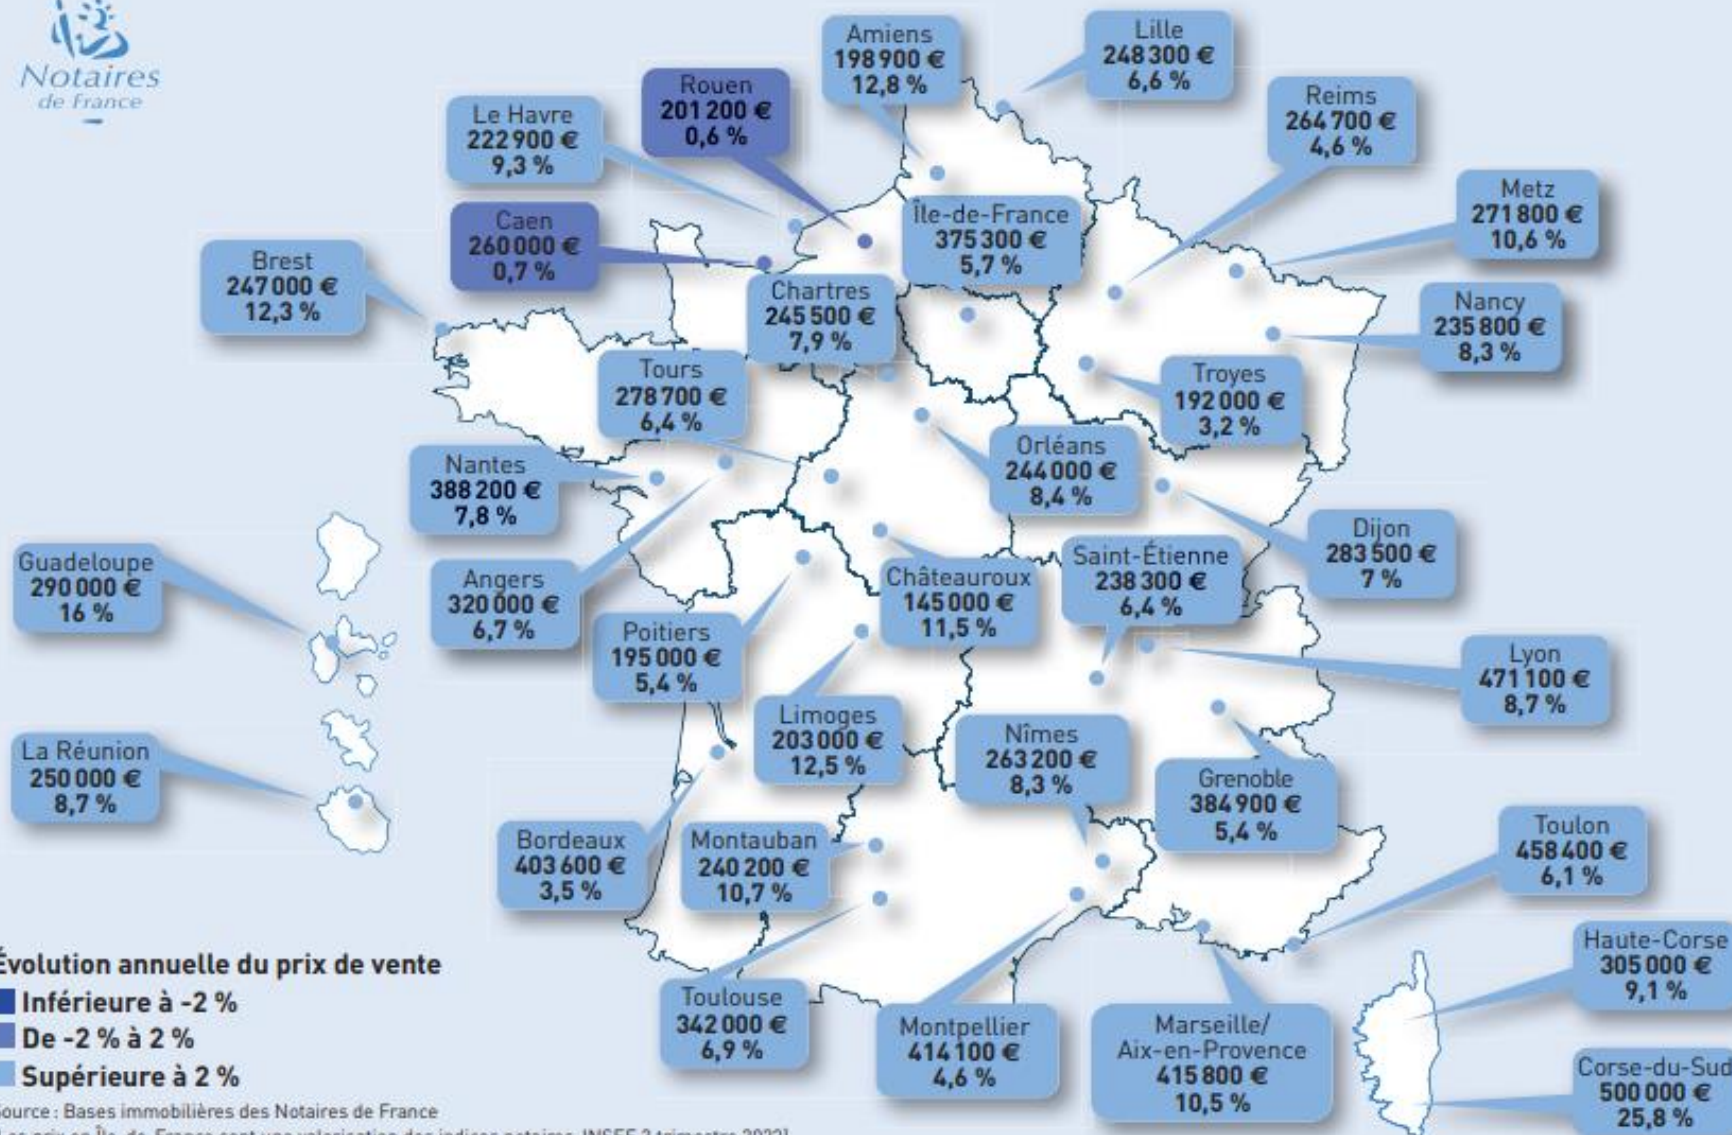 Notaires
de France
Amiens
198 900 €
12,8 %
Lille
248 300 €
6,6 %
Rouen
201 200 €
0,6 %
Reims
264 700 €
4,6 %
Le Havre
222 900 €
9,3 %
Metz
271 800 €
10,6 %
Caen
260 000 €
0,7 %
Île-de-France
375 300 €
5,7 %
Brest
247 000 €
12,3 %
Chartres
245 500 €
7,9 %
Nancy
235 800 €
8,3 %
Tours
278 700 €
6,4 %
Troyes
192 000 €
3,2 %
Orléans
244 000 €
8,4 %
Nantes
388 200 €
7,8 %
Dijon
283 500 €
7 %
Guadeloupe
290 000 €
16 %
Angers
320 000 €
6,7 %
Châteauroux
145 000 €
11,5 %
Saint-Étienne
238 300 €
6,4 %
Poitiers
195 000 €
5,4 %
Lyon
471 100 €
8,7 %
Limoges
203 000 €
12,5 %
Nîmes
263 200 €
8,3 %
La Réunion
250 000 €
8,7 %
Grenoble
384 900 €
5,4 %
Bordeaux
403 600 €
3,5 %
Montauban
240 200 €
10,7 %
Toulon
458 400 €
6,1 %
Toulouse
342 000 €
6,9 %
Montpellier
414 100 €
4,6 %
Marseille/
Aix-en-Provence
415 800 €
10,5 %
Haute-Corse
305 000 €
9,1 %
Corse-du-Sud
500 000 €
25,8 %
Évolution annuelle du prix de vente
Inférieure à -2 %
De -2 % à 2 %
Supérieure à 2 %
Source : Bases immobilières des Notaires de France